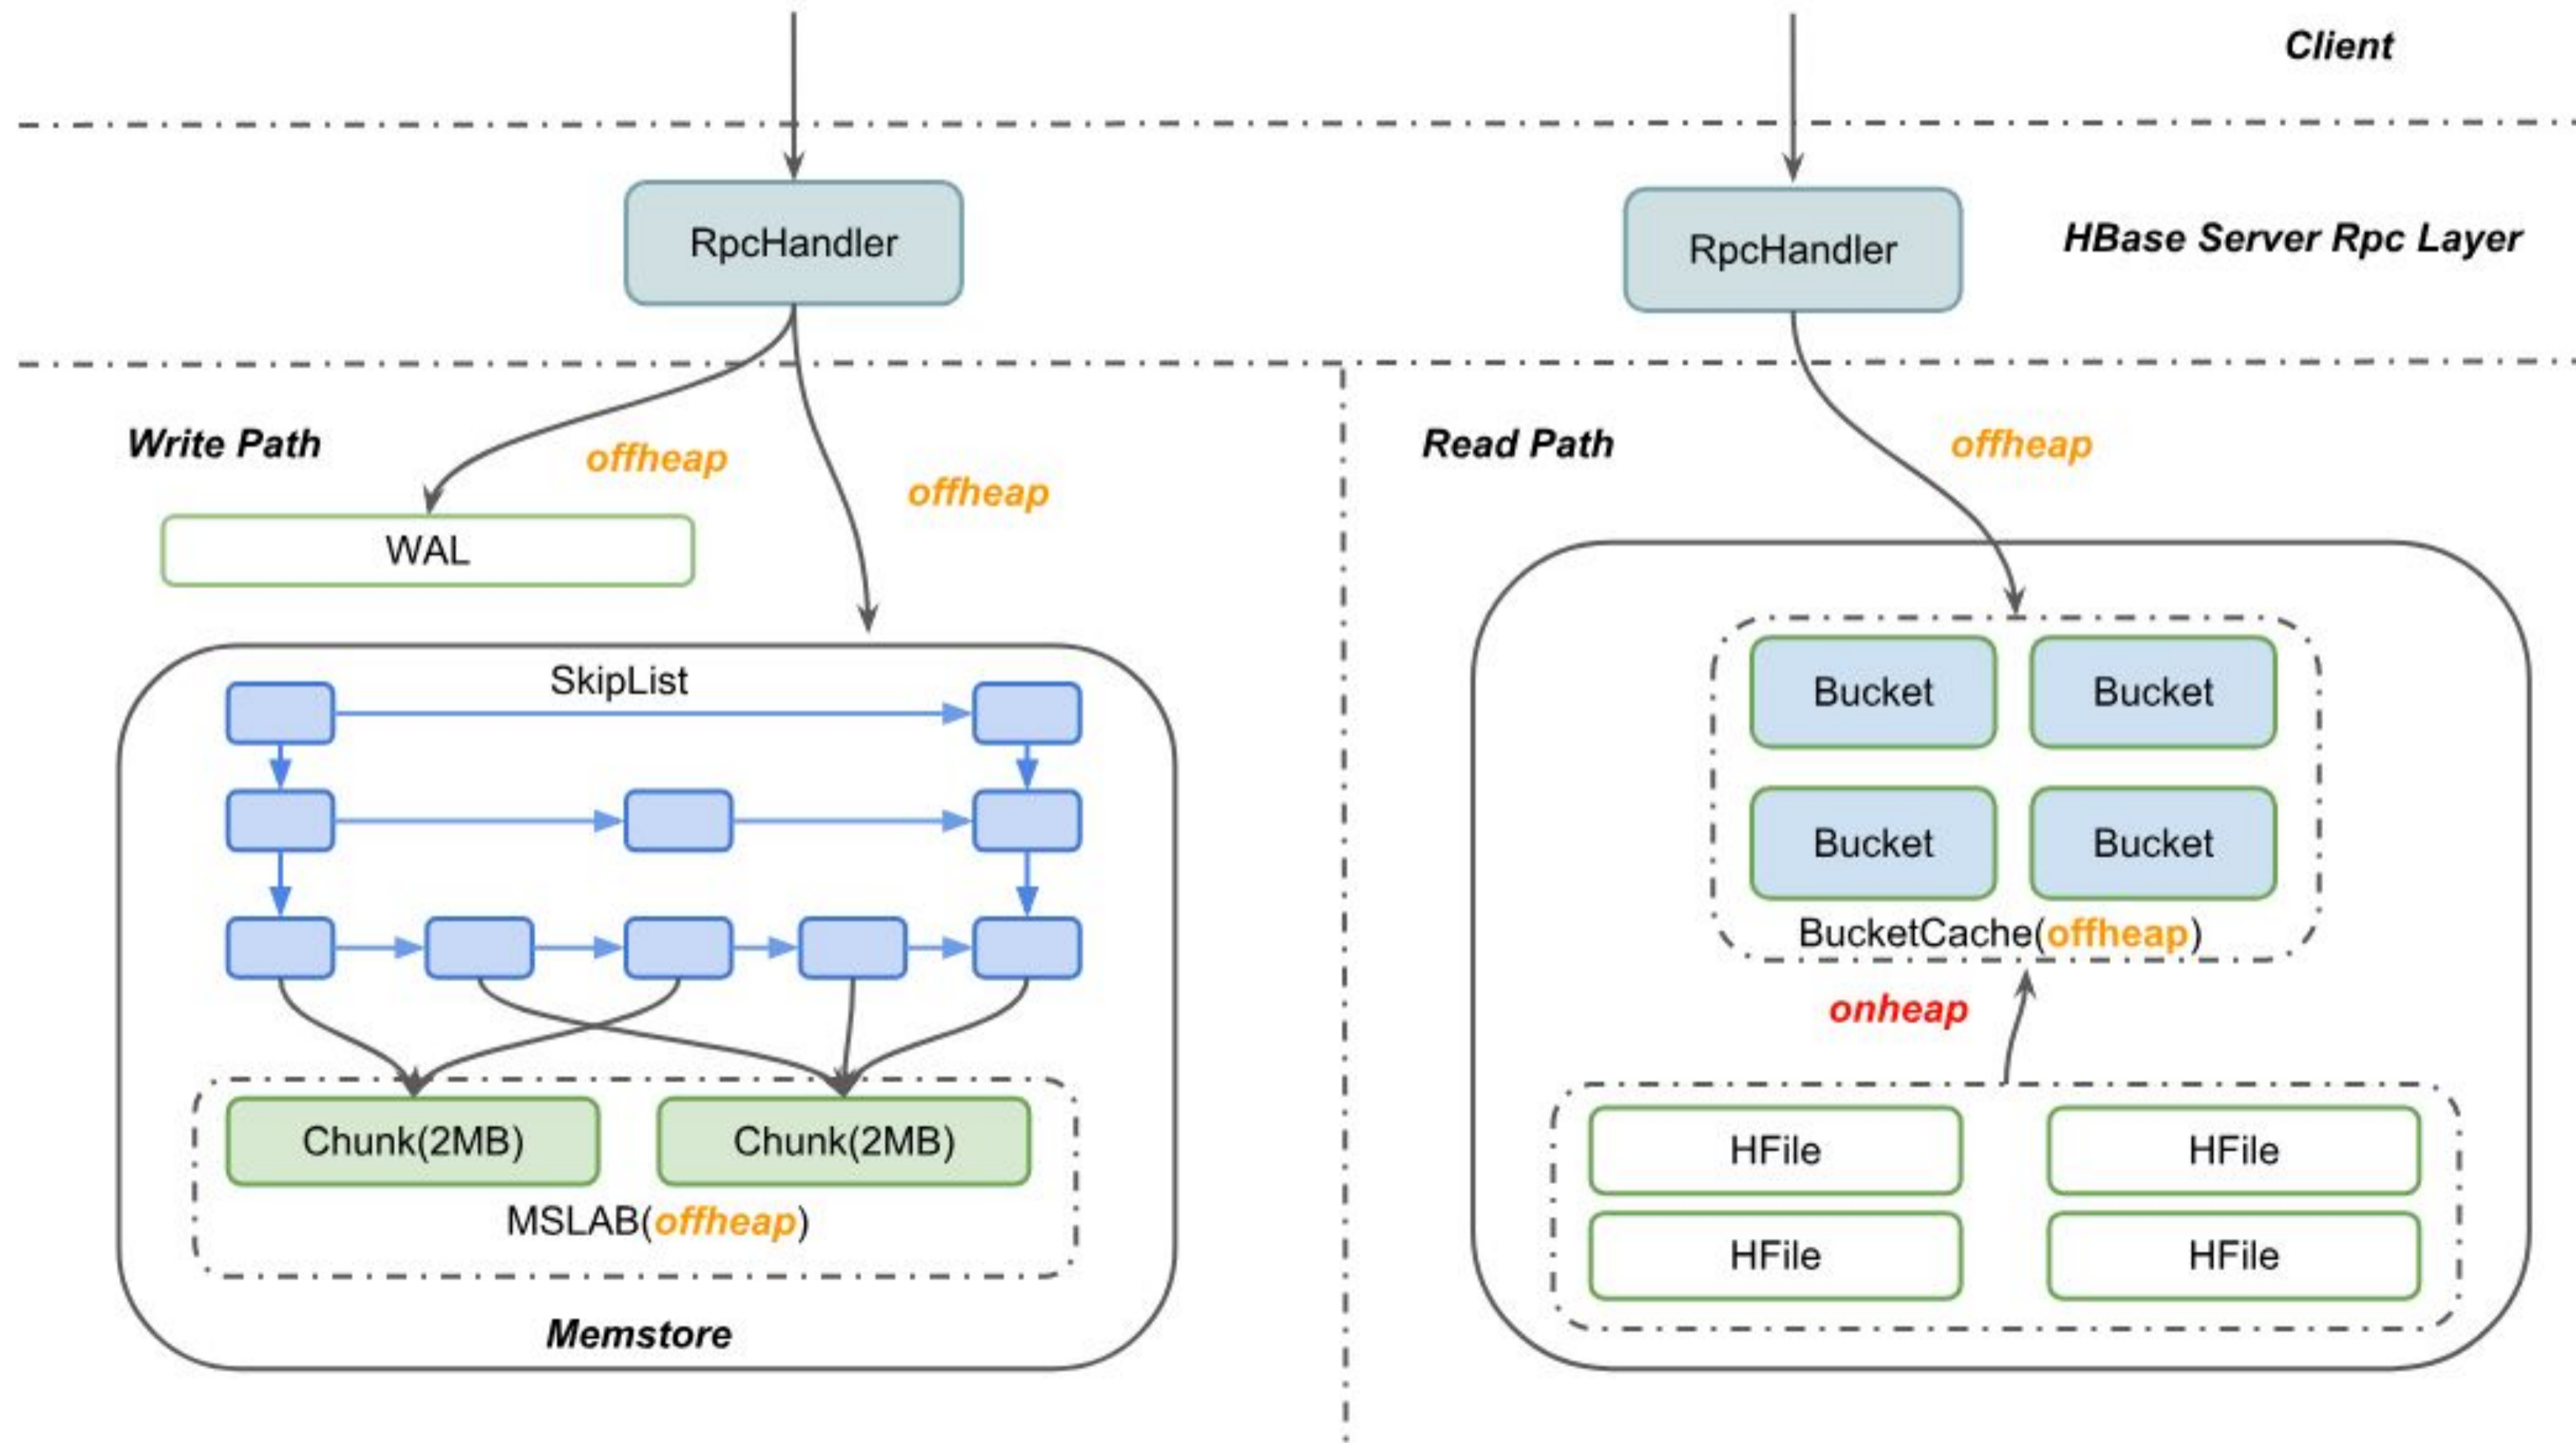 Client
RpcHandler
RpcHandler
HBase Server Rpc Layer
Write Path
offheap
offheap
WAL
SkipList
Chunk(2MB)
Chunk(2MB)
MSLAB(offheap)
Memstore
Read Path
offheap
Bucket
Bucket
Bucket
Bucket
BucketCache(offheap)
onheap
HFile
HFile
HFile
HFile